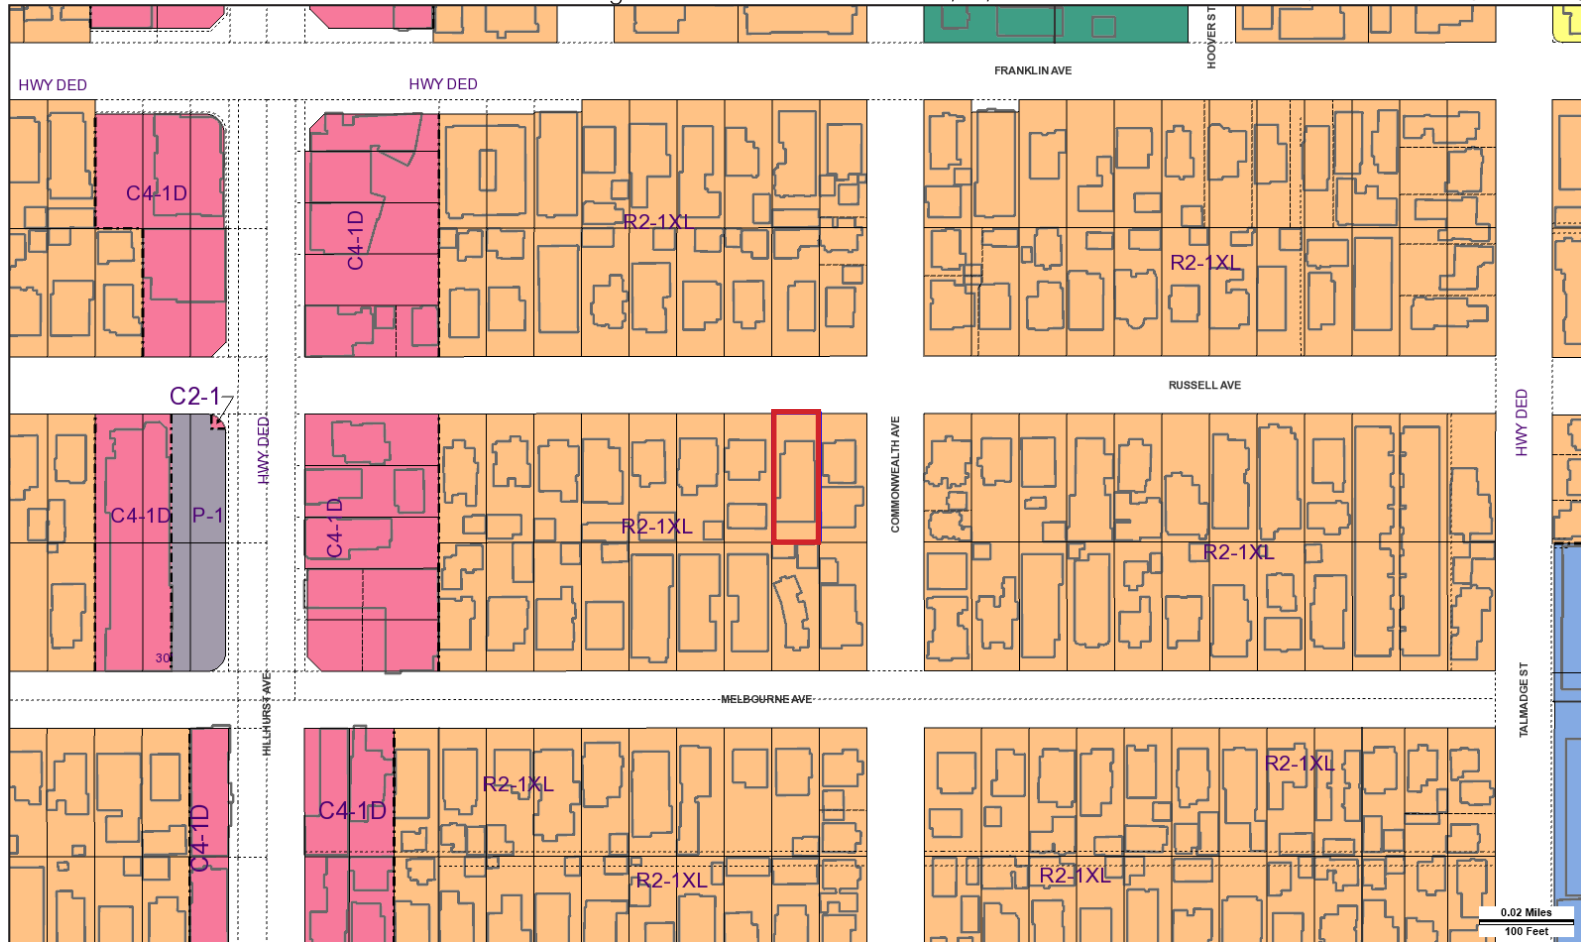 HOOVER ST
FRANKLIN AVE
HWY DED
HWY DED
C4-1D
C4-1D
R2-1XL
R2-1XL
RUSSELL AVE
C2-1
HWY DED
HWY DED
COMMONWEALTH AVE
C4-1D
P-1
C4-1D
R2-1XL
R2-1XL
30
HILLHURST AVE
MELBOURNE AVE
TALMADGE ST
R2-1XL
R2-1XL
C4-1D
C4-1D
R2-1XL
R2-1XL
0.02 Miles
100 Feet